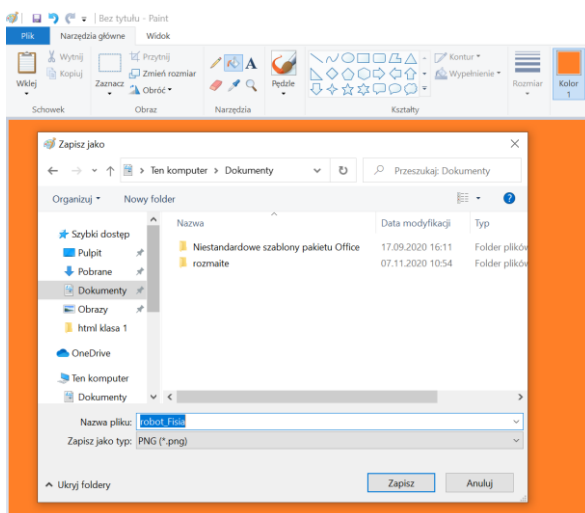 Bez tytułu - Paint
Plik Narzędzia główne Widok
Wklej
Wytnij
Kopiuj
Schowek
Zaznacz
Przytnij
Zmień rozmiar
Obróć
Obraz
A
Narzędzia
Pędzle
Kształty
Kontur
Wypełnienie
Rozmiar
Kolor
1
Zapisz jako
Ten komputer > Dokumenty
Przeszukaj: Dokumenty
Organizuj Nowy folder
Szybki dostęp
Pulpit
Pobrane
Dokumenty
Obrazy
html klasa 1
OneDrive
Ten komputer
Dokumenty
Nazwa Data modyfikacji Typ
Niestandardowe szablony pakietu Office 17.09.2020 16:11 Folder plików
rozmaite 07.11.2020 10:54 Folder plików
Nazwa pliku: robot_Fisia
Zapisz jako typ: PNG (*.png)
Ukryj foldery Zapisz Anuluj